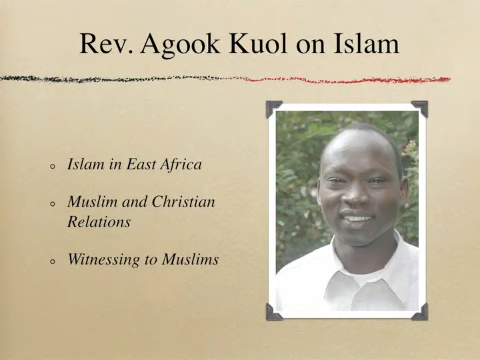 Rev. Agook Kuol on Islam
Islam in East Africa
Muslim and Christian
Relations
Witnessing to Muslims